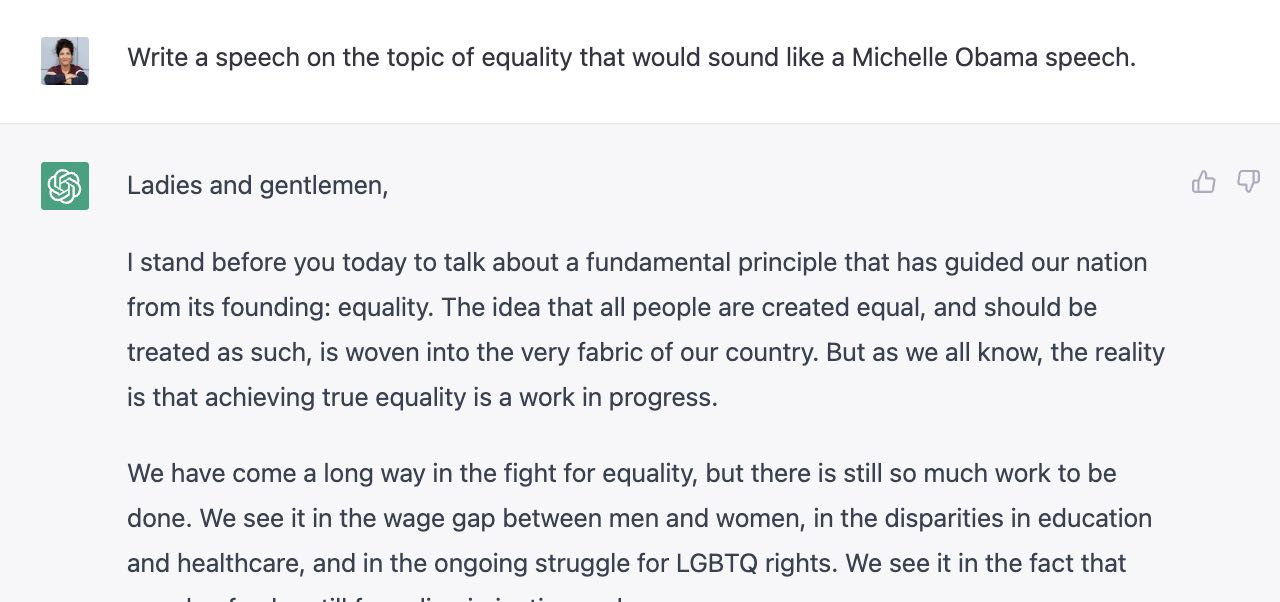 Write a speech on the topic of equality that would sound like a Michelle Obama speech.
Ladies and gentlemen,
I stand before you today to talk about a fundamental principle that has guided our nation
from its founding: equality. The idea that all people are created equal, and should be
treated as such, is woven into the very fabric of our country. But as we all know, the reality
is that achieving true equality is a work in progress.
We have come a long way in the fight for equality, but there is still so much work to be
done. We see it in the wage gap between men and women, in the disparities in education
and healthcare, and in the ongoing struggle for LGBTQ rights. We see it in the fact that